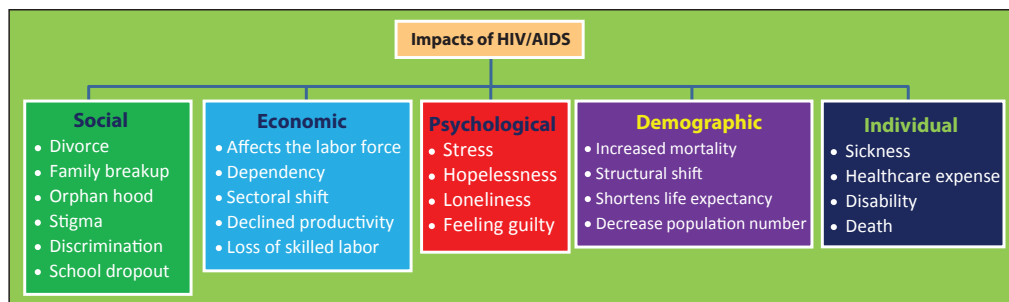 Impacts of HIV/AIDS
Social
• Divorce
• Family breakup
• Orphan hood
• Stigma
• Discrimination
• School dropout
Economic
• Affects the labor force
• Dependency
• Sectoral shift
• Declined productivity
• Loss of skilled labor
Psychological
• Stress
• Hopelessness
• Loneliness
• Feeling guilty
Demographic
• Increased mortality
• Structural shift
• Shortens life expectancy
• Decrease population number
Individual
• Sickness
• Healthcare expense
• Disability
• Death